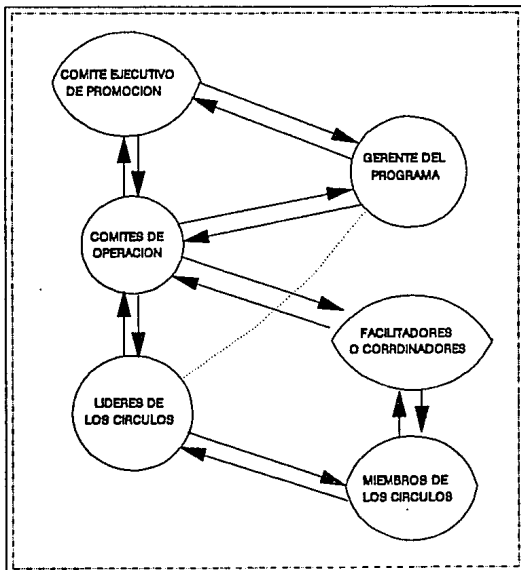 COMITE EJECUTIVO
DE PROMOCION
GERENTE DEL
PROGRAMA
COMITES DE
OPERACION
FACILITADORES
O CORRDINADORES
LIDERES DE
LOS CIRCULOS
MIEMBROS DE
LOS CIRCULOS